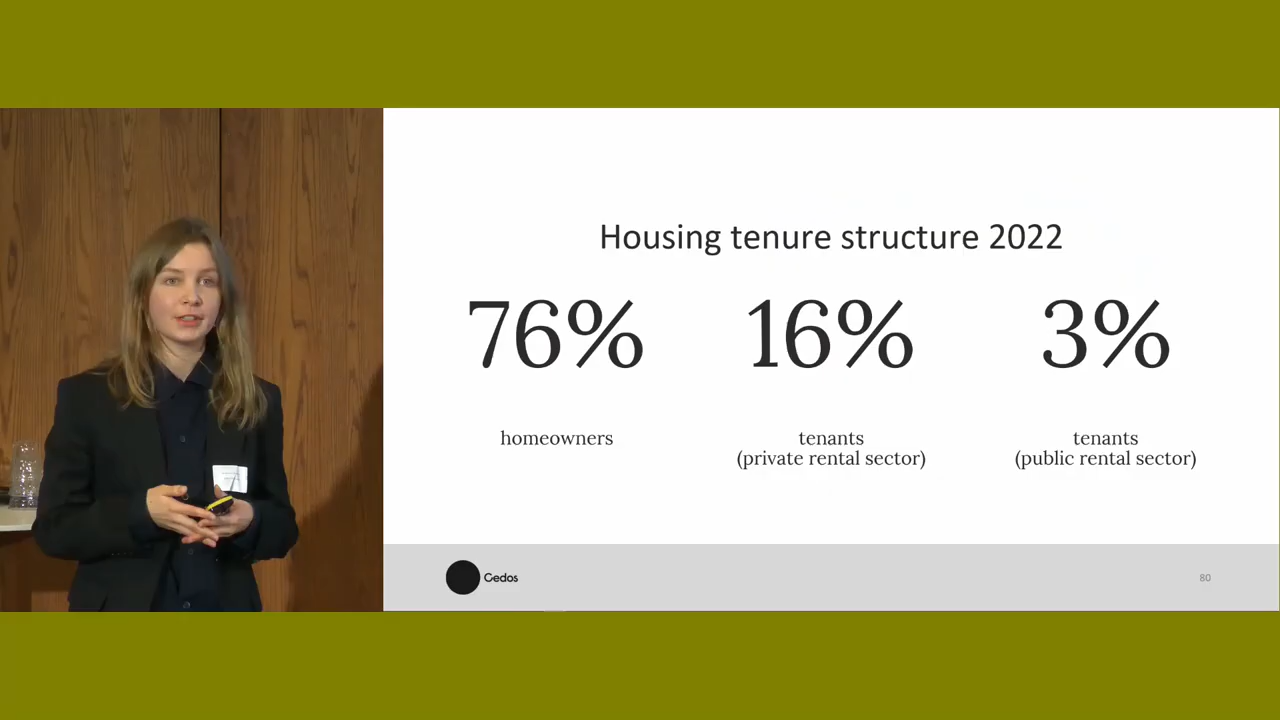 Housing tenure structure 2022
76%
16%
3%
homeowners
tenants
(private rental sector)
tenants
(public rental sector)
Cedos
80